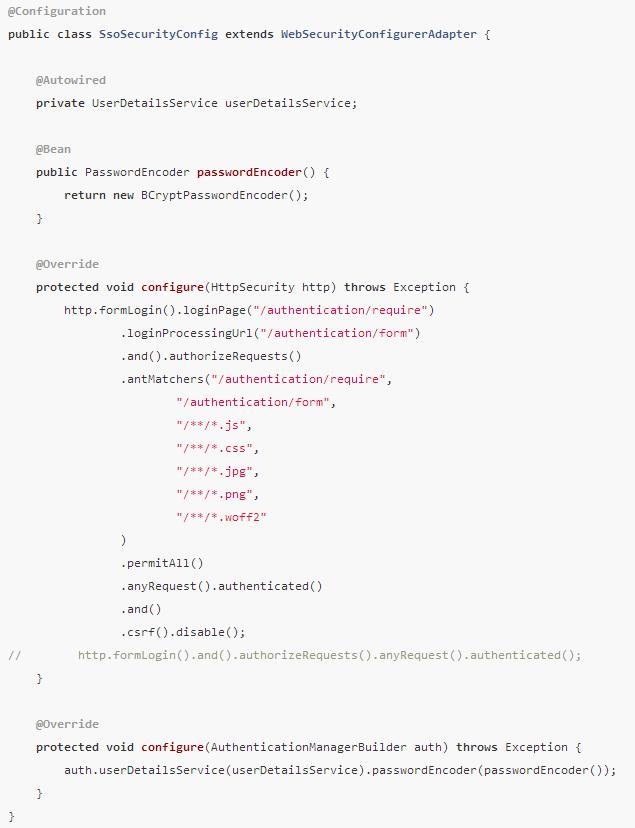 @Configuration
public class SsoSecurityConfig extends WebSecurityConfigurerAdapter {
@Autowired
private UserDetailsService userDetailsService;
@Bean
public PasswordEncoder passwordEncoder() {
return new BCryptPasswordEncoder();
}
@Override
protected void configure(HttpSecurity http) throws Exception {
http.formLogin().loginPage("/authentication/require")
.loginProcessingUrl("/authentication/form")
.and().authorizeRequests()
.antMatchers("/authentication/require",
"/authentication/form",
"/**/*.js",
"/**/*.css",
"/**/*.jpg",
"/**/*.png",
"/**/*.woff2"
)
.permitAll()
.anyRequest().authenticated()
.and()
.csrf().disable();
// http.formLogin().and().authorizeRequests().anyRequest().authenticated();
}
@Override
protected void configure(AuthenticationManagerBuilder auth) throws Exception {
auth.userDetailsService(userDetailsService).passwordEncoder(passwordEncoder());
}
}